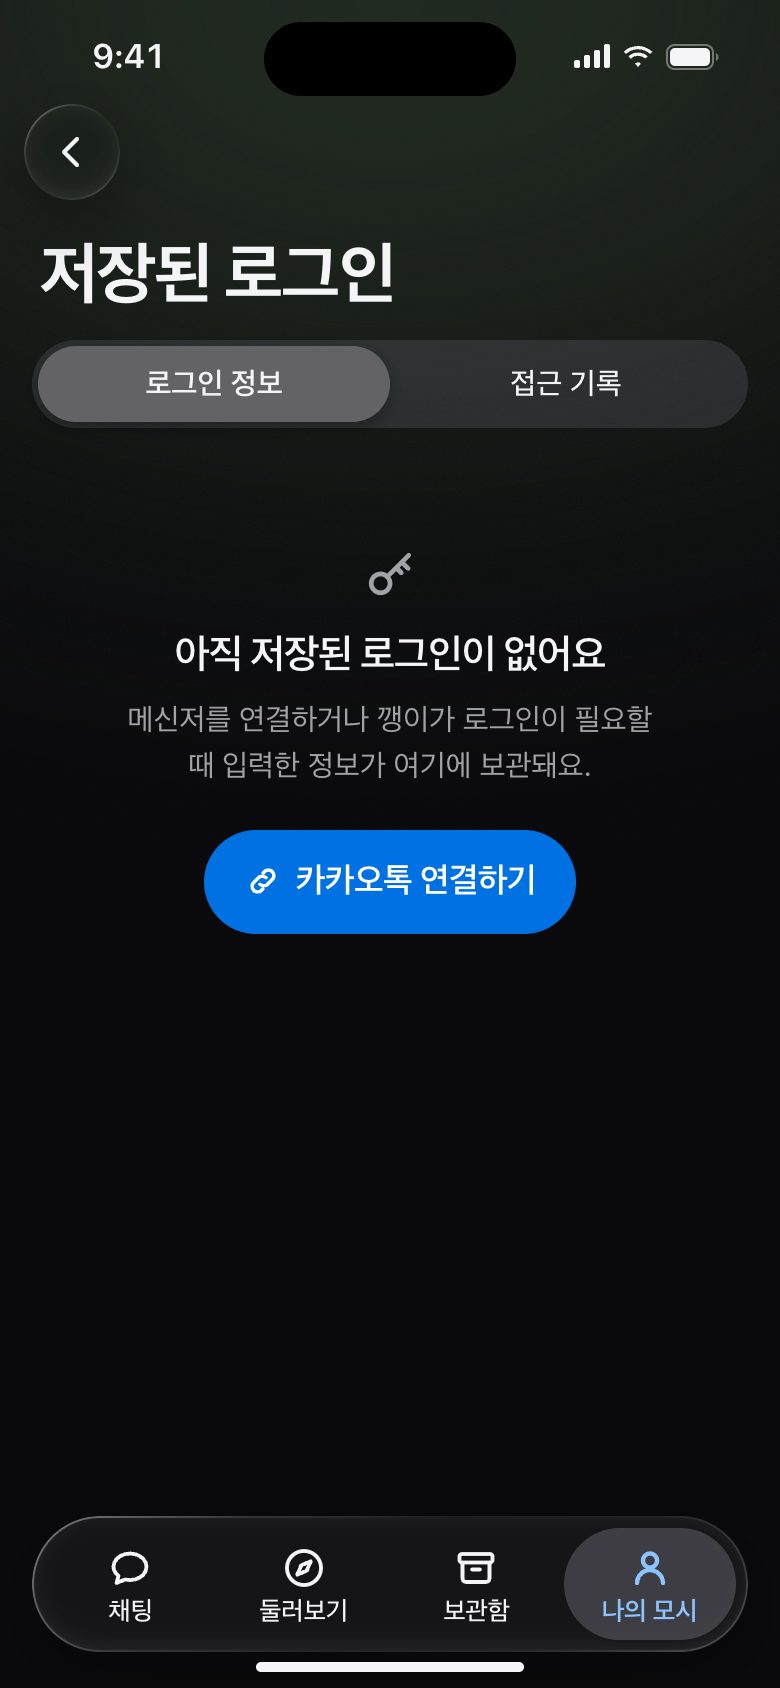 9:41
저장된 로그인
로그인 정보
접근 기록
아직 저장된 로그인이 없어요
메신저를 연결하거나 깽이가 로그인이 필요할
때 입력한 정보가 여기에 보관돼요.
카카오톡 연결하기
채팅
둘러보기
보관함
나의 모시